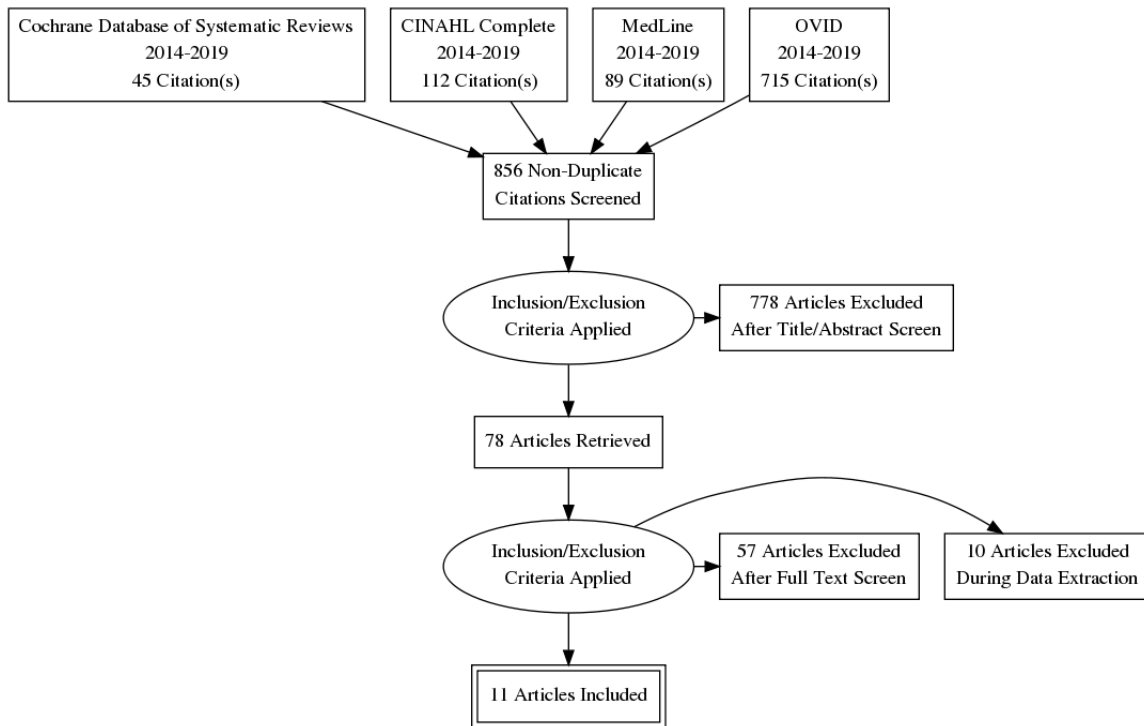 Cochrane Database of Systematic Reviews
2014-2019
45 Citation(s)
CINAHL Complete
2014-2019
112 Citation(s)
MedLine
2014-2019
89 Citation(s)
OVID
2014-2019
715 Citation(s)
856 Non-Duplicate
Citations Screened
Inclusion/Exclusion
Criteria Applied
778 Articles Excluded
After Title/Abstract Screen
78 Articles Retrieved
Inclusion/Exclusion
Criteria Applied
57 Articles Excluded
After Full Text Screen
10 Articles Excluded
During Data Extraction
11 Articles Included